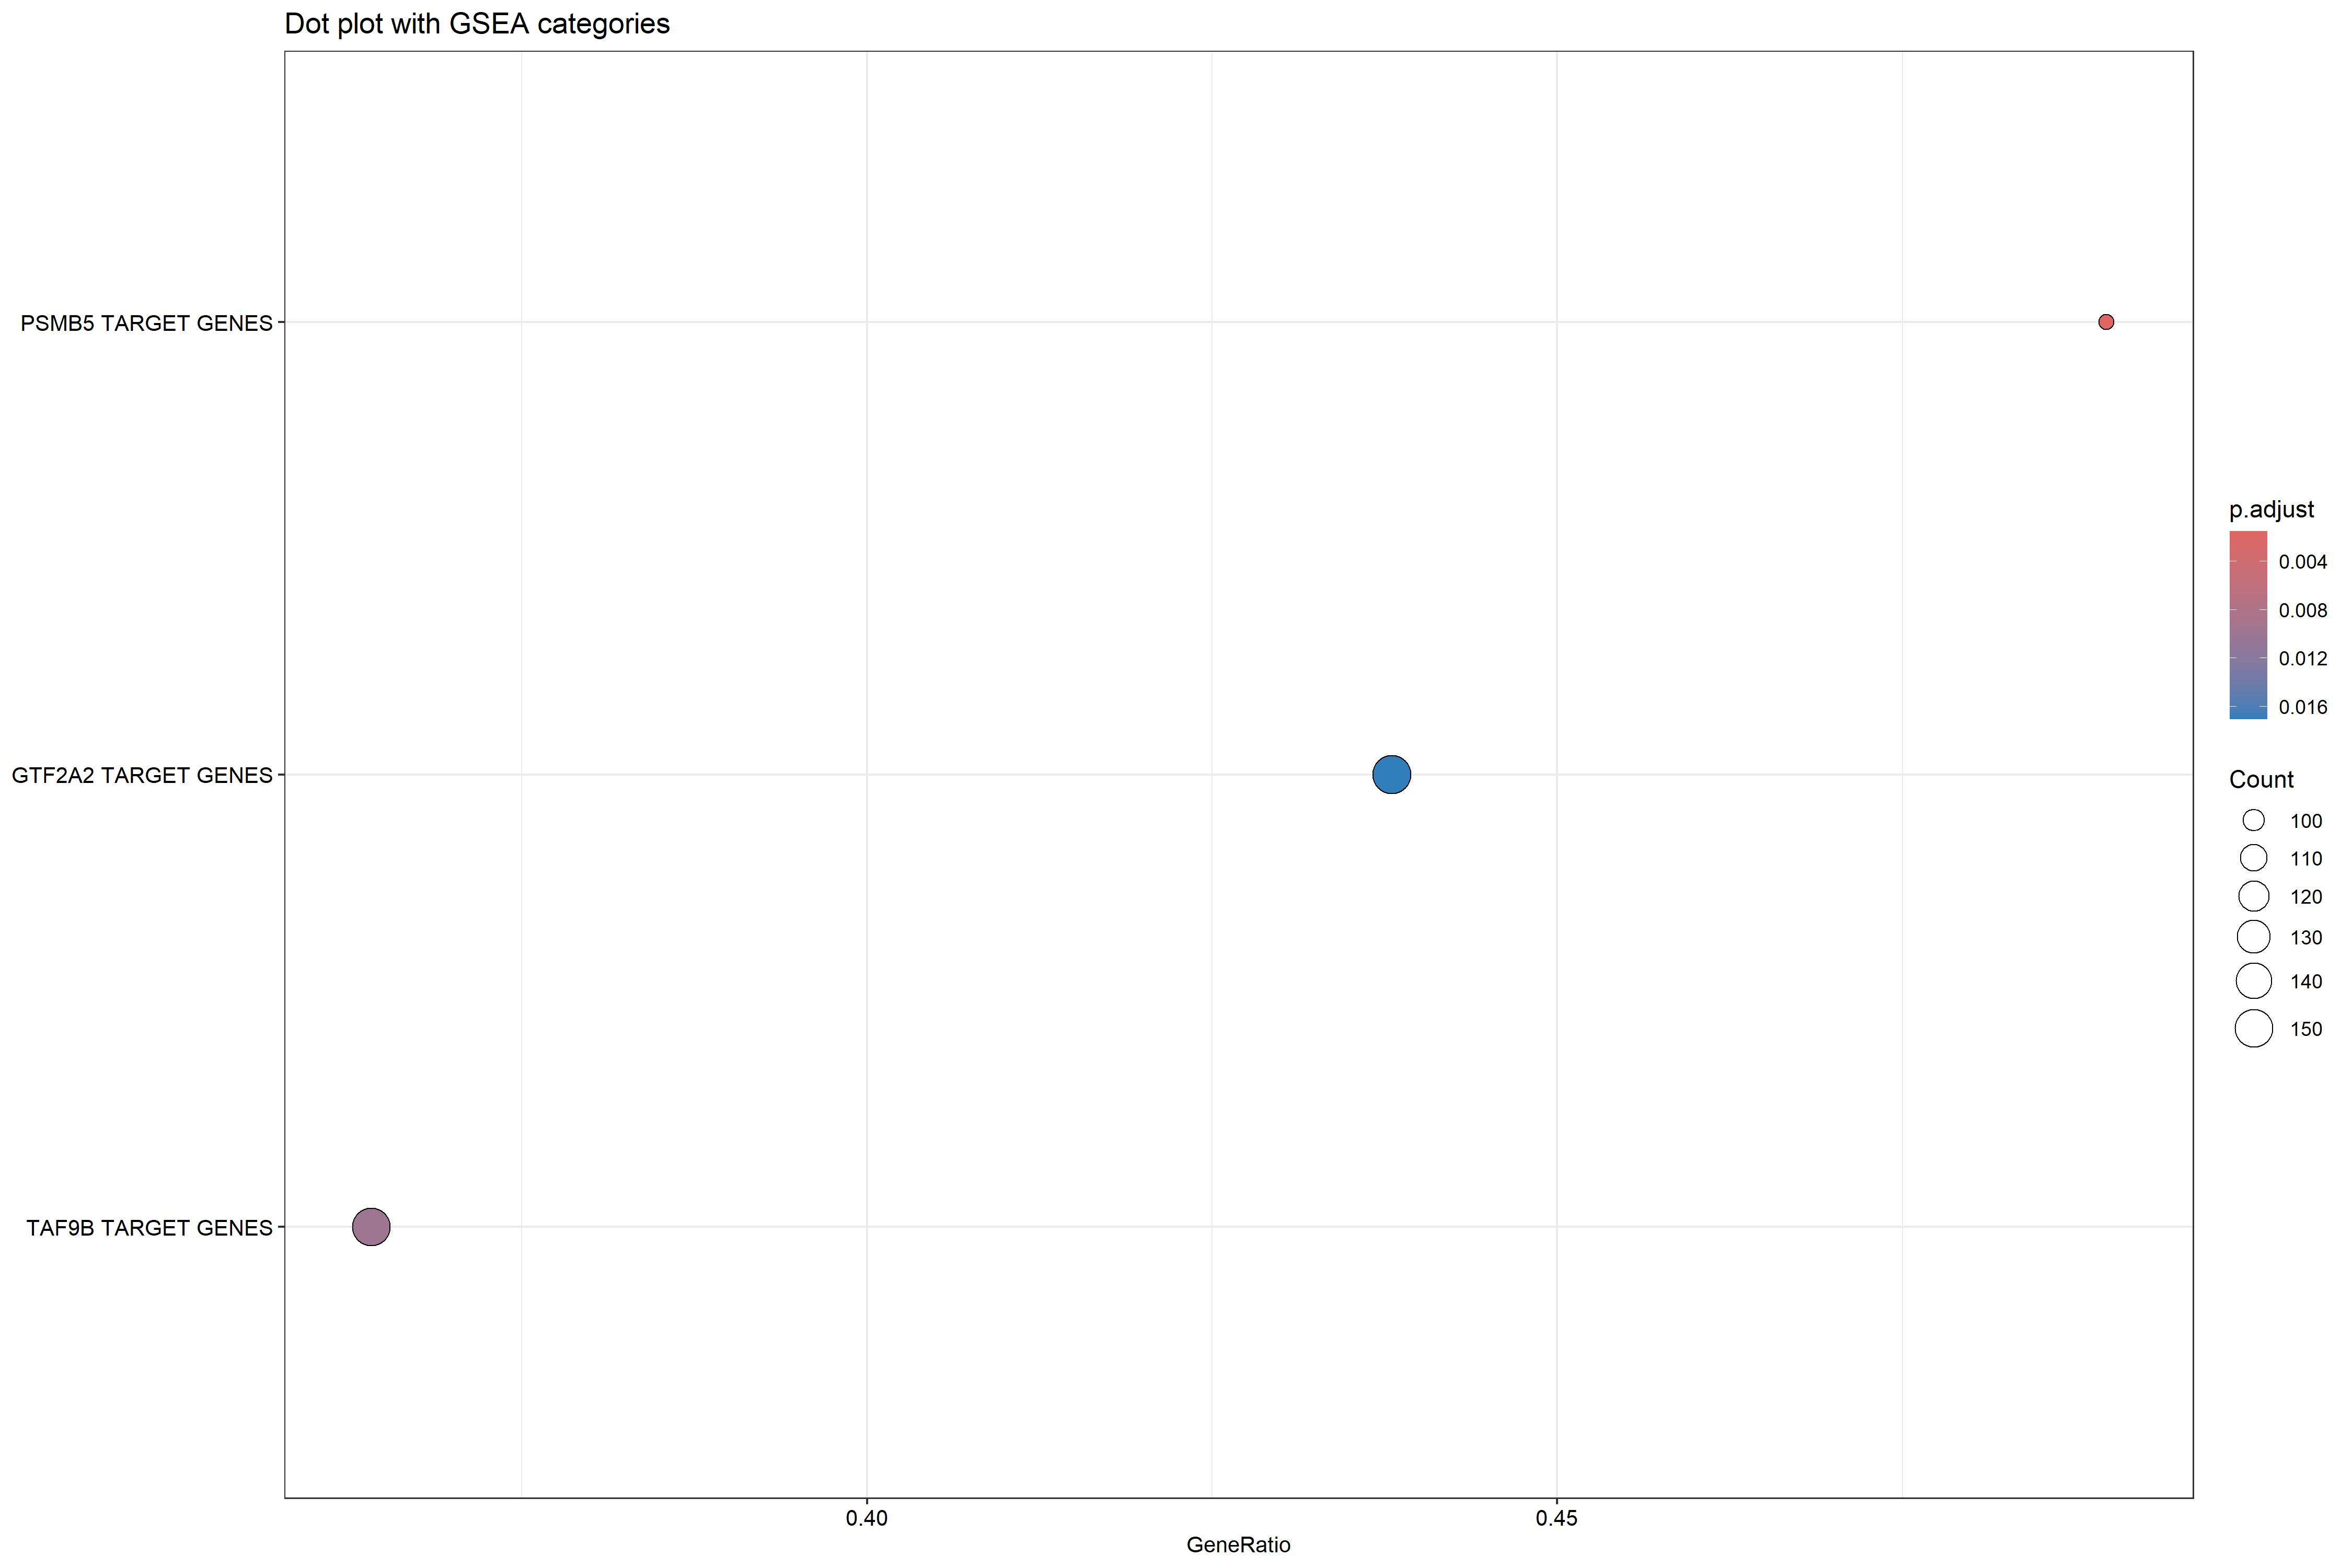 Dot plot with GSEA categories
PSMB5 TARGET GENES
GTF2A2 TARGET GENES
TAF9B TARGET GENES
0.40
0.45
GeneRatio
p.adjust
0.004
0.008
0.012
0.016
Count
100
110
120
130
140
150